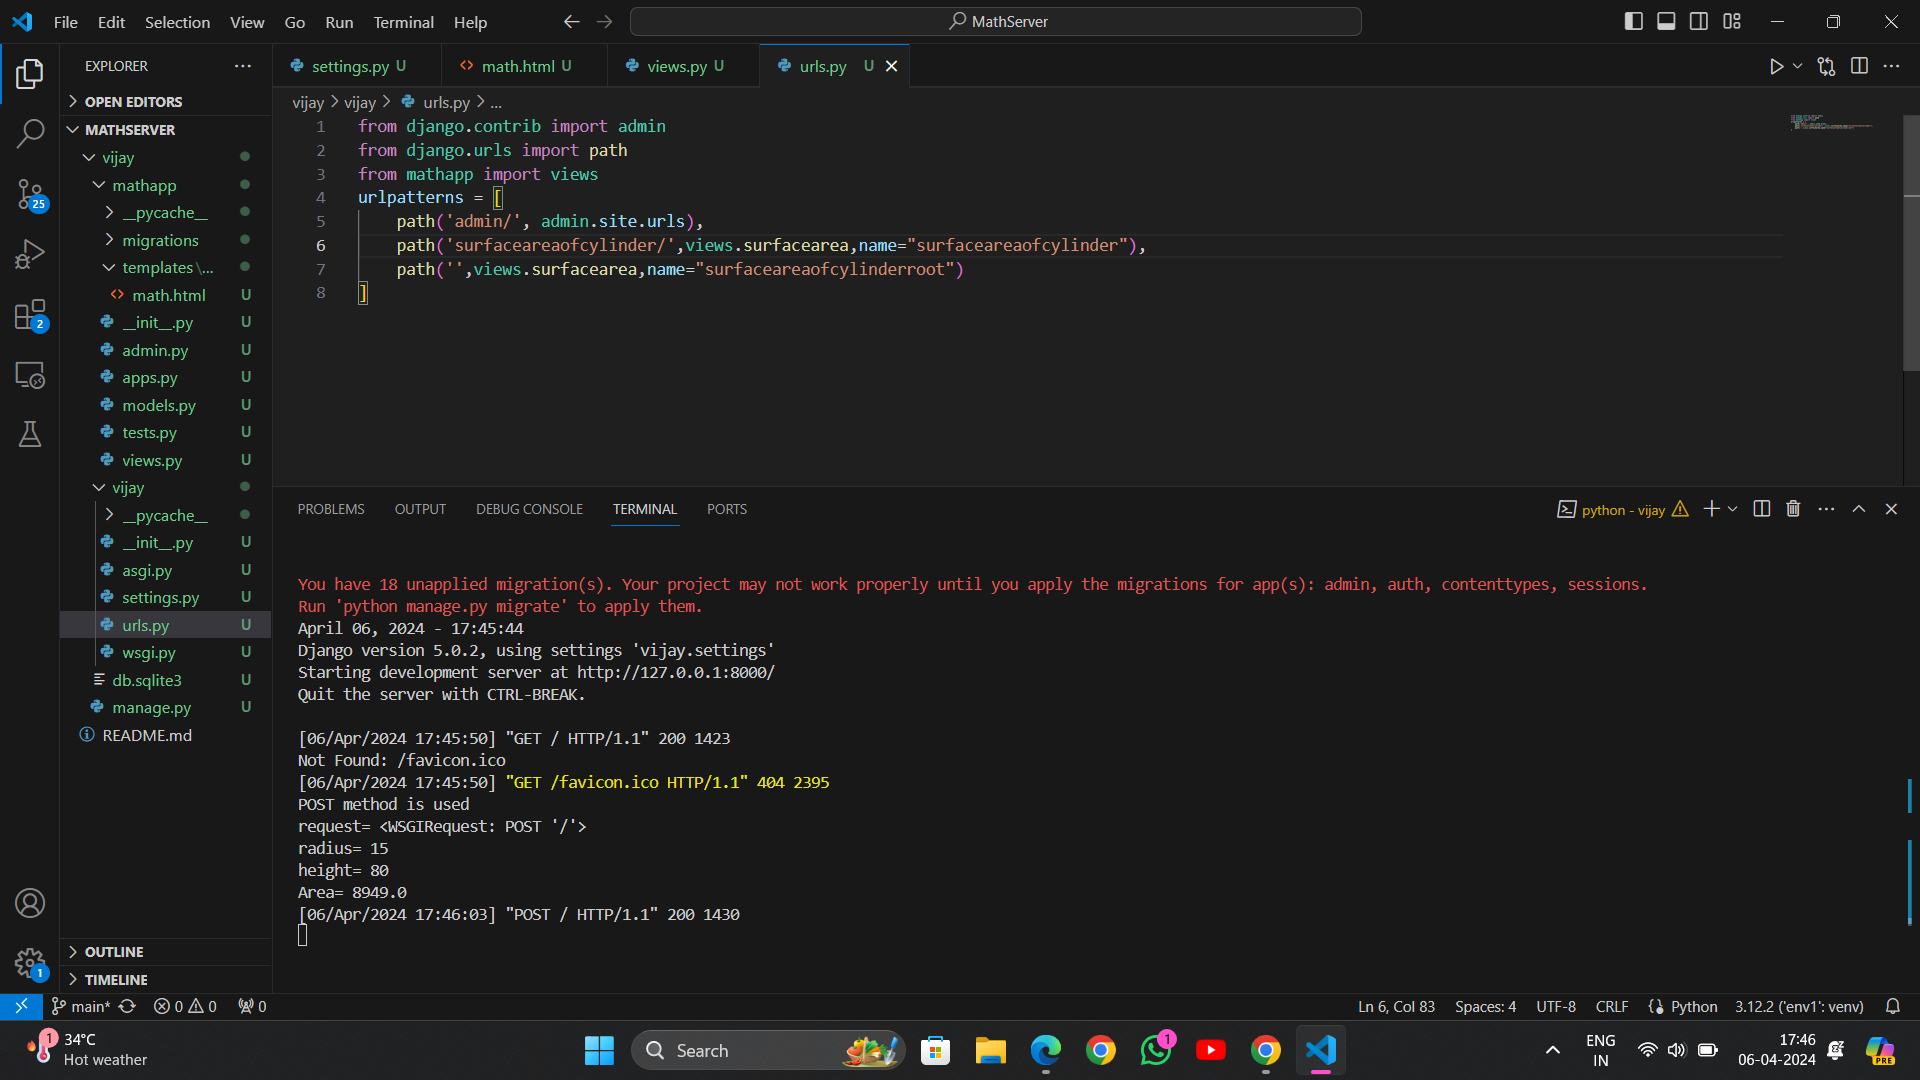 File Edit Selection View Go Run Terminal Help
MathServer
EXPLORER
OPEN EDITORS
MATHSERVER
vijay
mathapp
__pycache__
migrations
templates\...
math.html U
__init__.py U
admin.py U
apps.py U
models.py U
tests.py U
views.py U
vijay
__pycache__
__init__.py U
asgi.py U
settings.py U
urls.py U
wsgi.py U
db.sqlite3 U
manage.py U
README.md
OUTLINE
TIMELINE
25
2
1
settings.py U math.html U views.py U urls.py U
vijay > vijay > urls.py > ...
1 from django.contrib import admin
2 from django.urls import path
3 from mathapp import views
4 urlpatterns = [
5 path('admin/', admin.site.urls),
6 path('surfaceareaofcylinder/',views.surfacearea,name="surfaceareaofcylinder"),
7 path('',views.surfacearea,name="surfaceareaofcylinderroot")
8 ]
PROBLEMS OUTPUT DEBUG CONSOLE TERMINAL PORTS
python - vijay
You have 18 unapplied migration(s). Your project may not work properly until you apply the migrations for app(s): admin, auth, contenttypes, sessions.
Run 'python manage.py migrate' to apply them.
April 06, 2024 - 17:45:44
Django version 5.0.2, using settings 'vijay.settings'
Starting development server at http://127.0.0.1:8000/
Quit the server with CTRL-BREAK.
[06/Apr/2024 17:45:50] "GET / HTTP/1.1" 200 1423
Not Found: /favicon.ico
[06/Apr/2024 17:45:50] "GET /favicon.ico HTTP/1.1" 404 2395
POST method is used
request= <WSGIRequest: POST '/'>
radius= 15
height= 80
Area= 8949.0
[06/Apr/2024 17:46:03] "POST / HTTP/1.1" 200 1430
main* 0 0 0
Ln 6, Col 83 Spaces: 4 UTF-8 CRLF Python 3.12.2 ('env1': venv)
1
34°C
Hot weather
Search
1
ENG
IN
17:46
06-04-2024
PRE